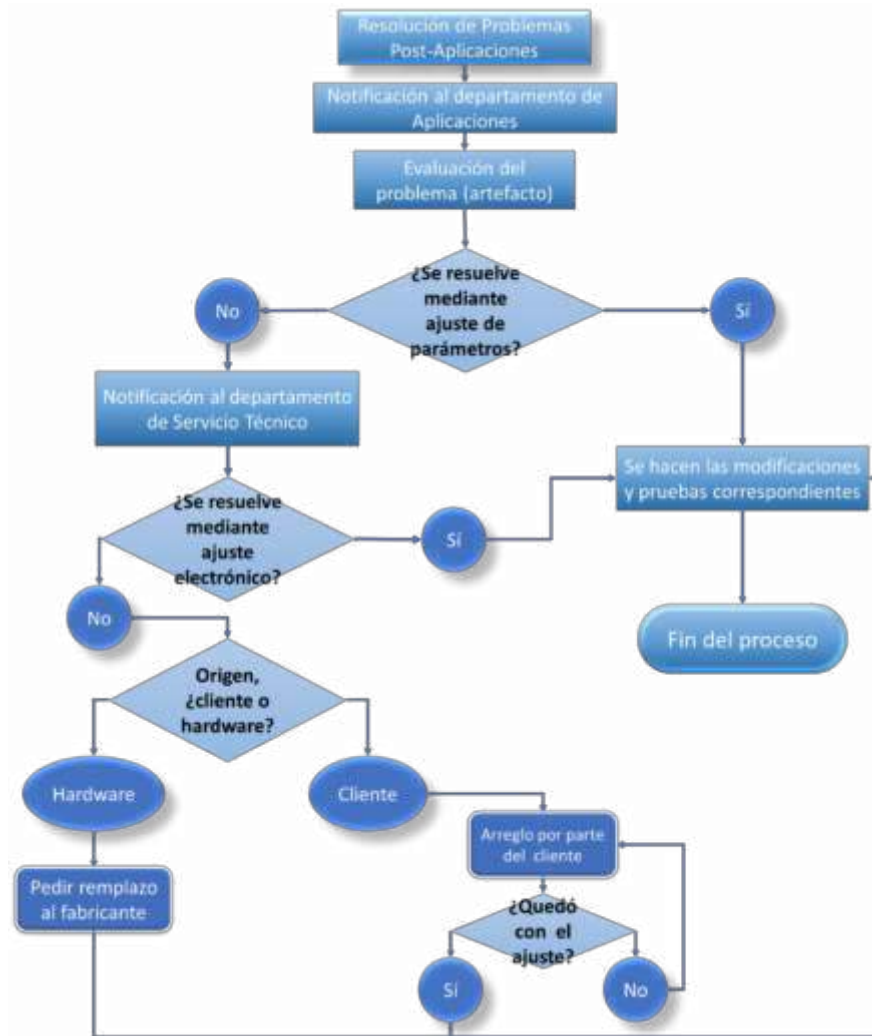 Resolución de Problemas
Post-Aplicaciones
Notificación al departamento de
Aplicaciones
Evaluación del
problema (artefacto)
¿Se resuelve
mediante
ajuste de
parámetros?
No
Sí
Notificación al departamento
de Servicio Técnico
Se hacen las modificaciones
y pruebas correspondientes
¿Se resuelve
mediante
ajuste
electrónico?
Sí
No
Fin del proceso
Origen,
¿cliente o
hardware?
Hardware
Cliente
Arreglo por parte
del cliente
Pedir remplazo
al fabricante
¿Quedó
con el
ajuste?
Sí
No